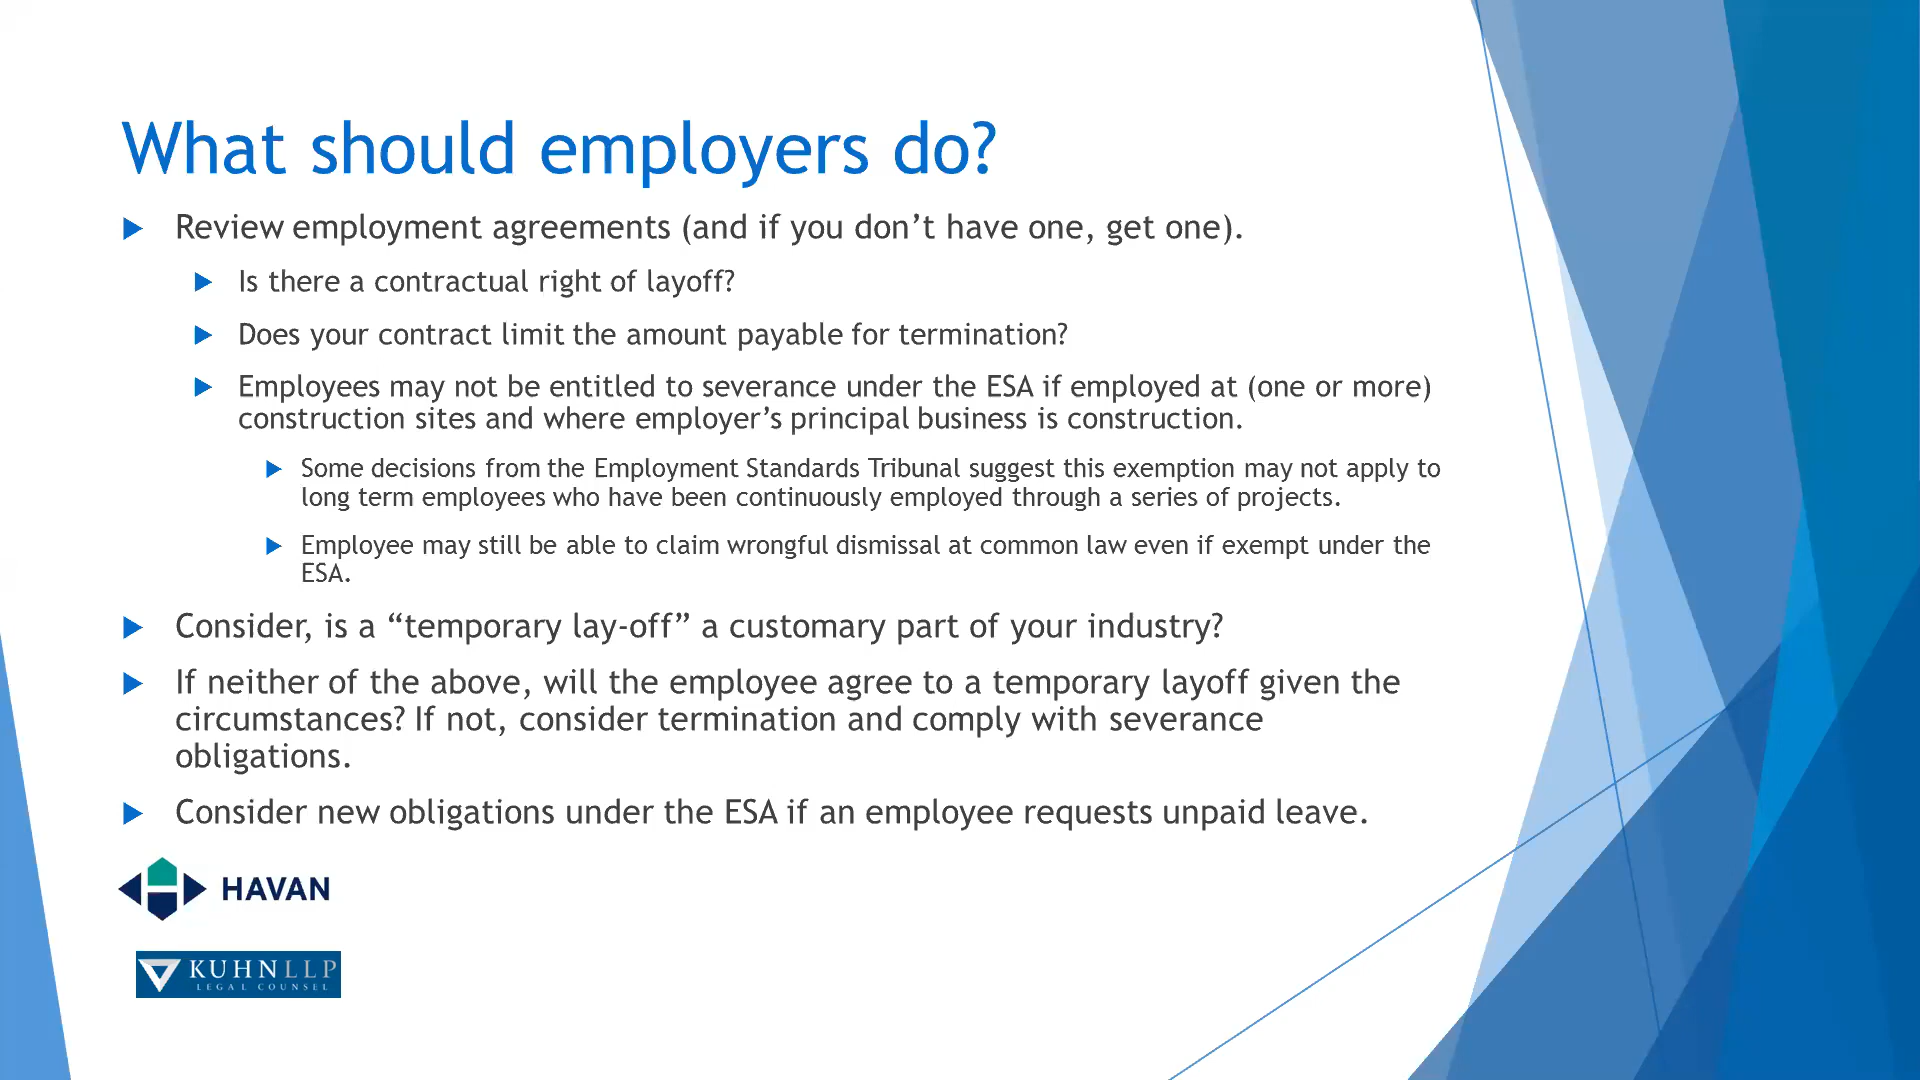 What should employers do?
Review employment agreements (and if you don’t have one, get one).
Is there a contractual right of layoff?
Does your contract limit the amount payable for termination?
Employees may not be entitled to severance under the ESA if employed at (one or more)
construction sites and where employer’s principal business is construction.
Some decisions from the Employment Standards Tribunal suggest this exemption may not apply to
long term employees who have been continuously employed through a series of projects.
Employee may still be able to claim wrongful dismissal at common law even if exempt under the
ESA.
Consider, is a “temporary lay-off” a customary part of your industry?
If neither of the above, will the employee agree to a temporary layoff given the
circumstances? If not, consider termination and comply with severance
obligations.
Consider new obligations under the ESA if an employee requests unpaid leave.
HAVAN
KUHN LLP
LEGAL COUNSEL